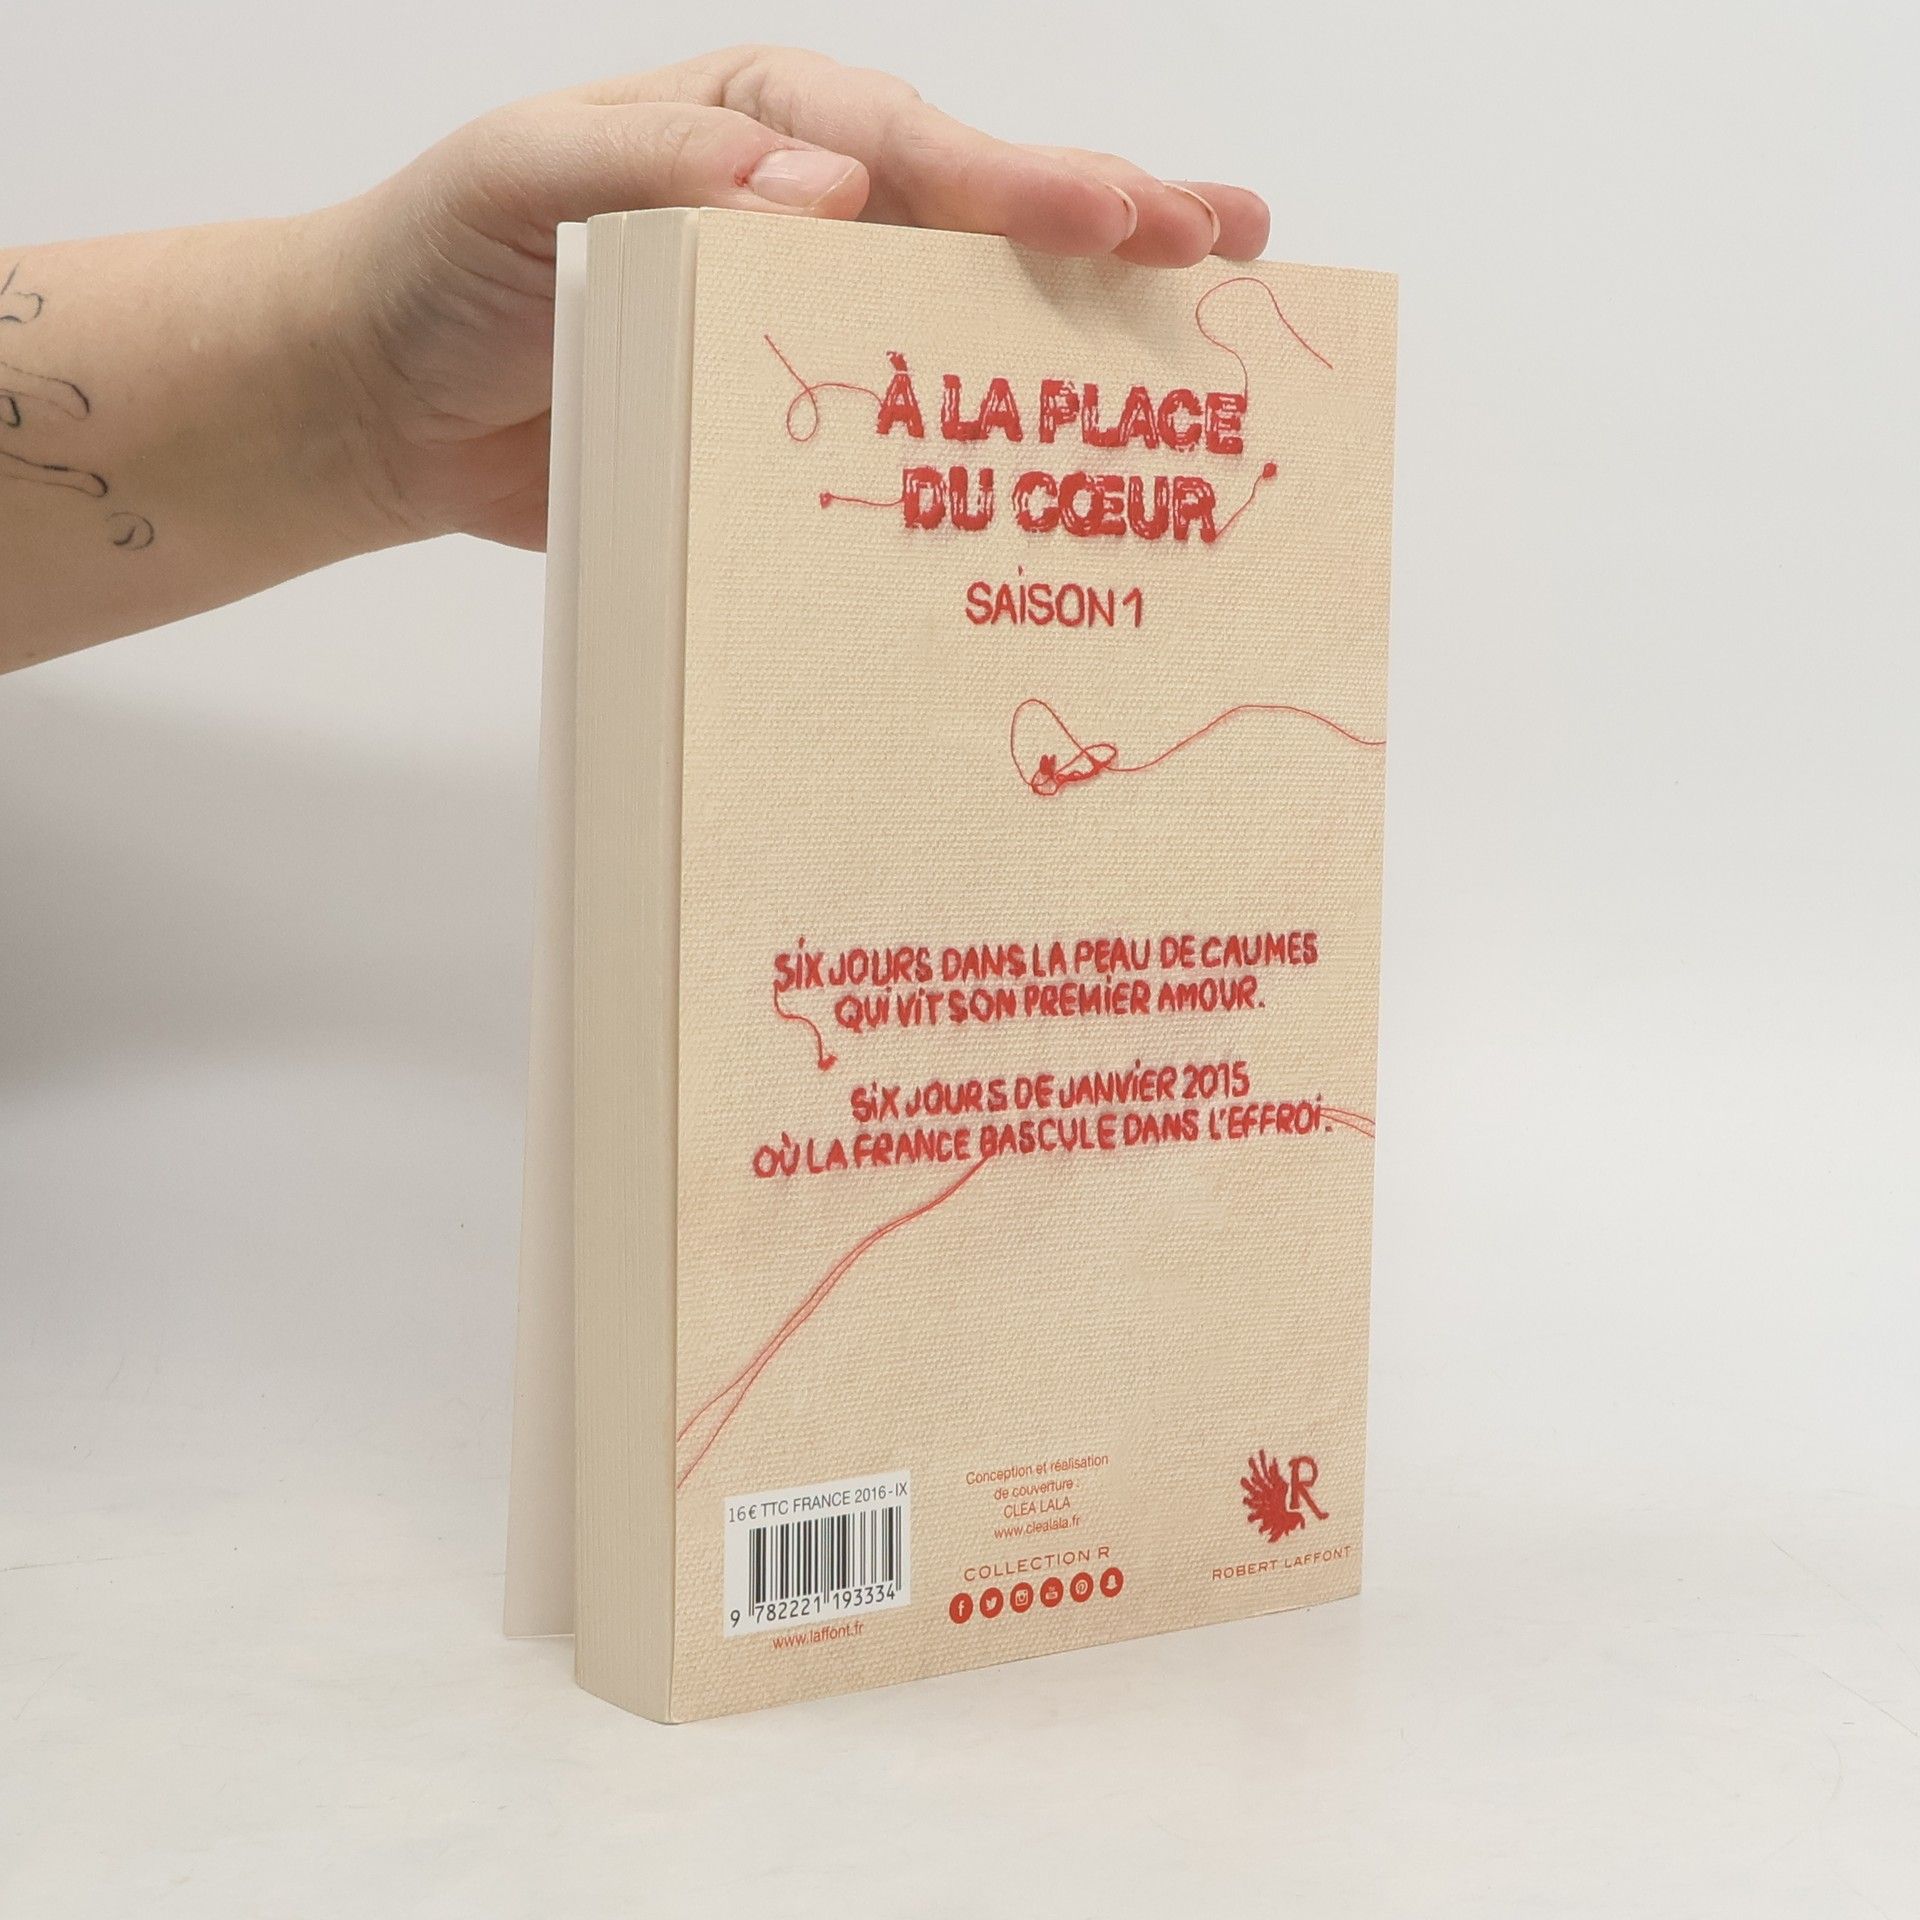 À LA PLACE
DU CŒUR
SAISON 1
SIX JOURS DANS LA PEAU DE CAUMES
QUI VIT SON PREMIER AMOUR.
SIX JOURS DE JANVIER 2015
OÙ LA FRANCE BASCULE DANS L'EFFROI.
16 € TTC FRANCE 2016-IX
9 782221 193334
www.laffont.fr
Conception et réalisation
de couverture :
CLÉA LALA
www.clealala.fr
COLLECTION R
R
ROBERT LAFFONT